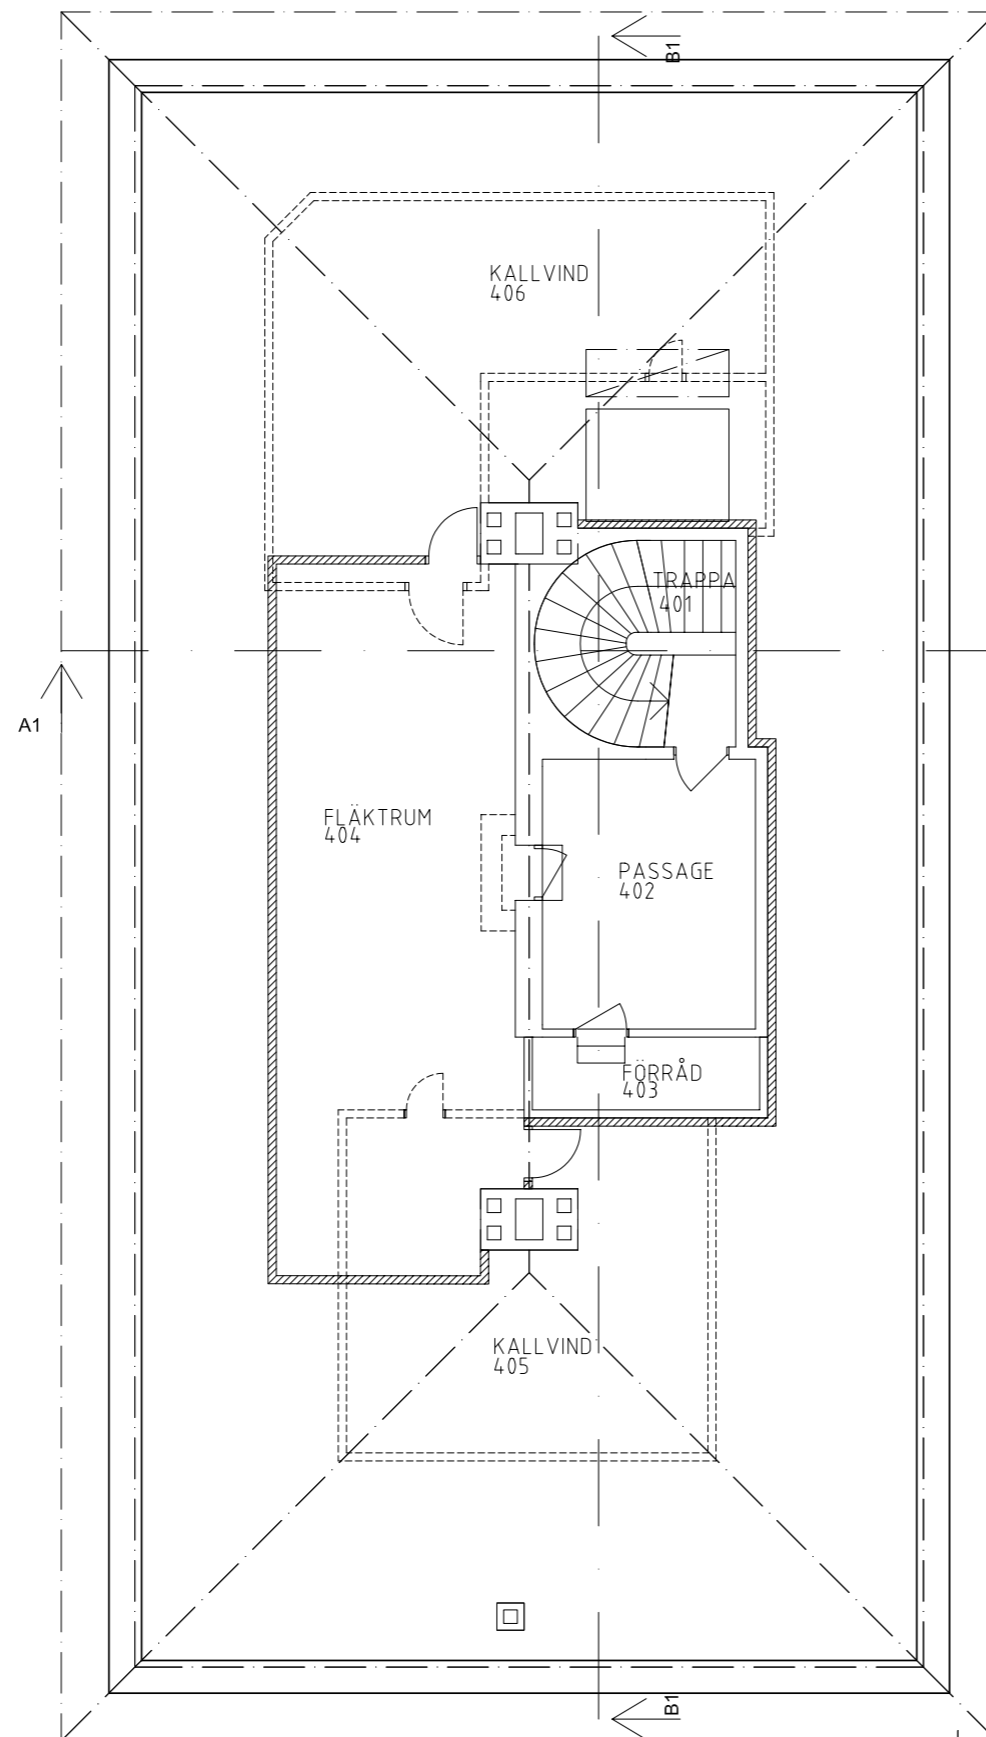 B1
KALLVIND
406
TRAPPA
401
A1
FLÄKTRUM
404
PASSAGE
402
FÖRRÅD
403
KALLVIND
405
B1